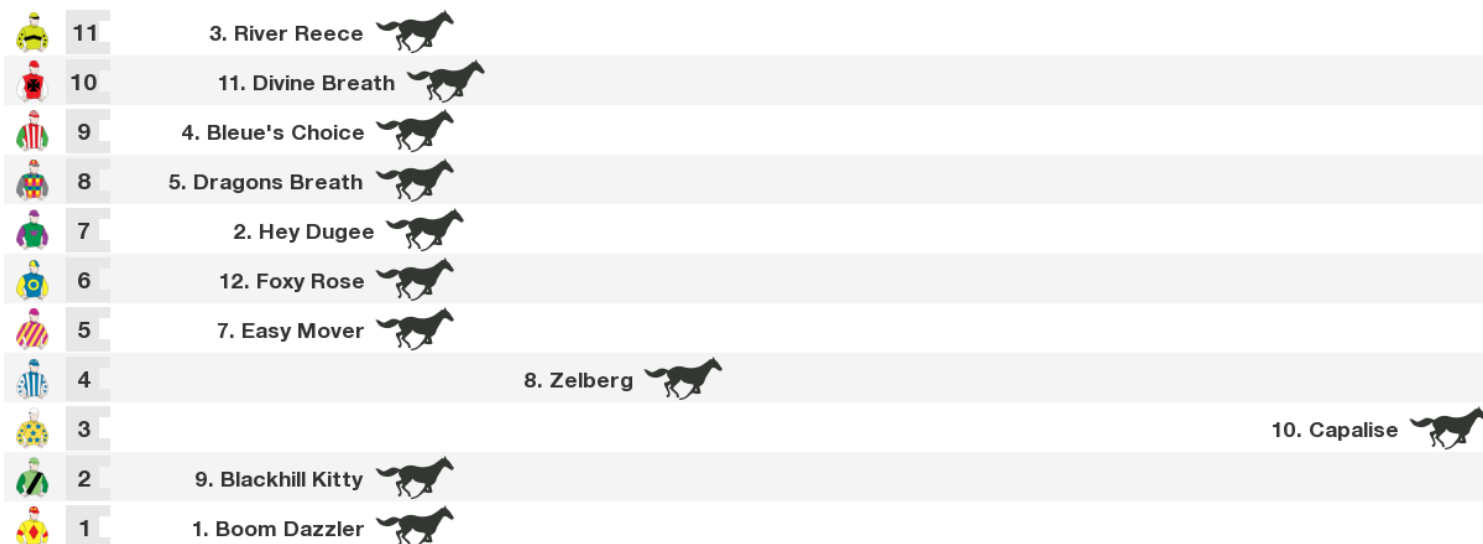 11 3. River Reece
10 11. Divine Breath
9 4. Bleue's Choice
8 5. Dragons Breath
7 2. Hey Dugee
6 12. Foxy Rose
5 7. Easy Mover
4 8. Zelberg
3 10. Capalise
2 9. Blackhill Kitty
1 1. Boom Dazzler